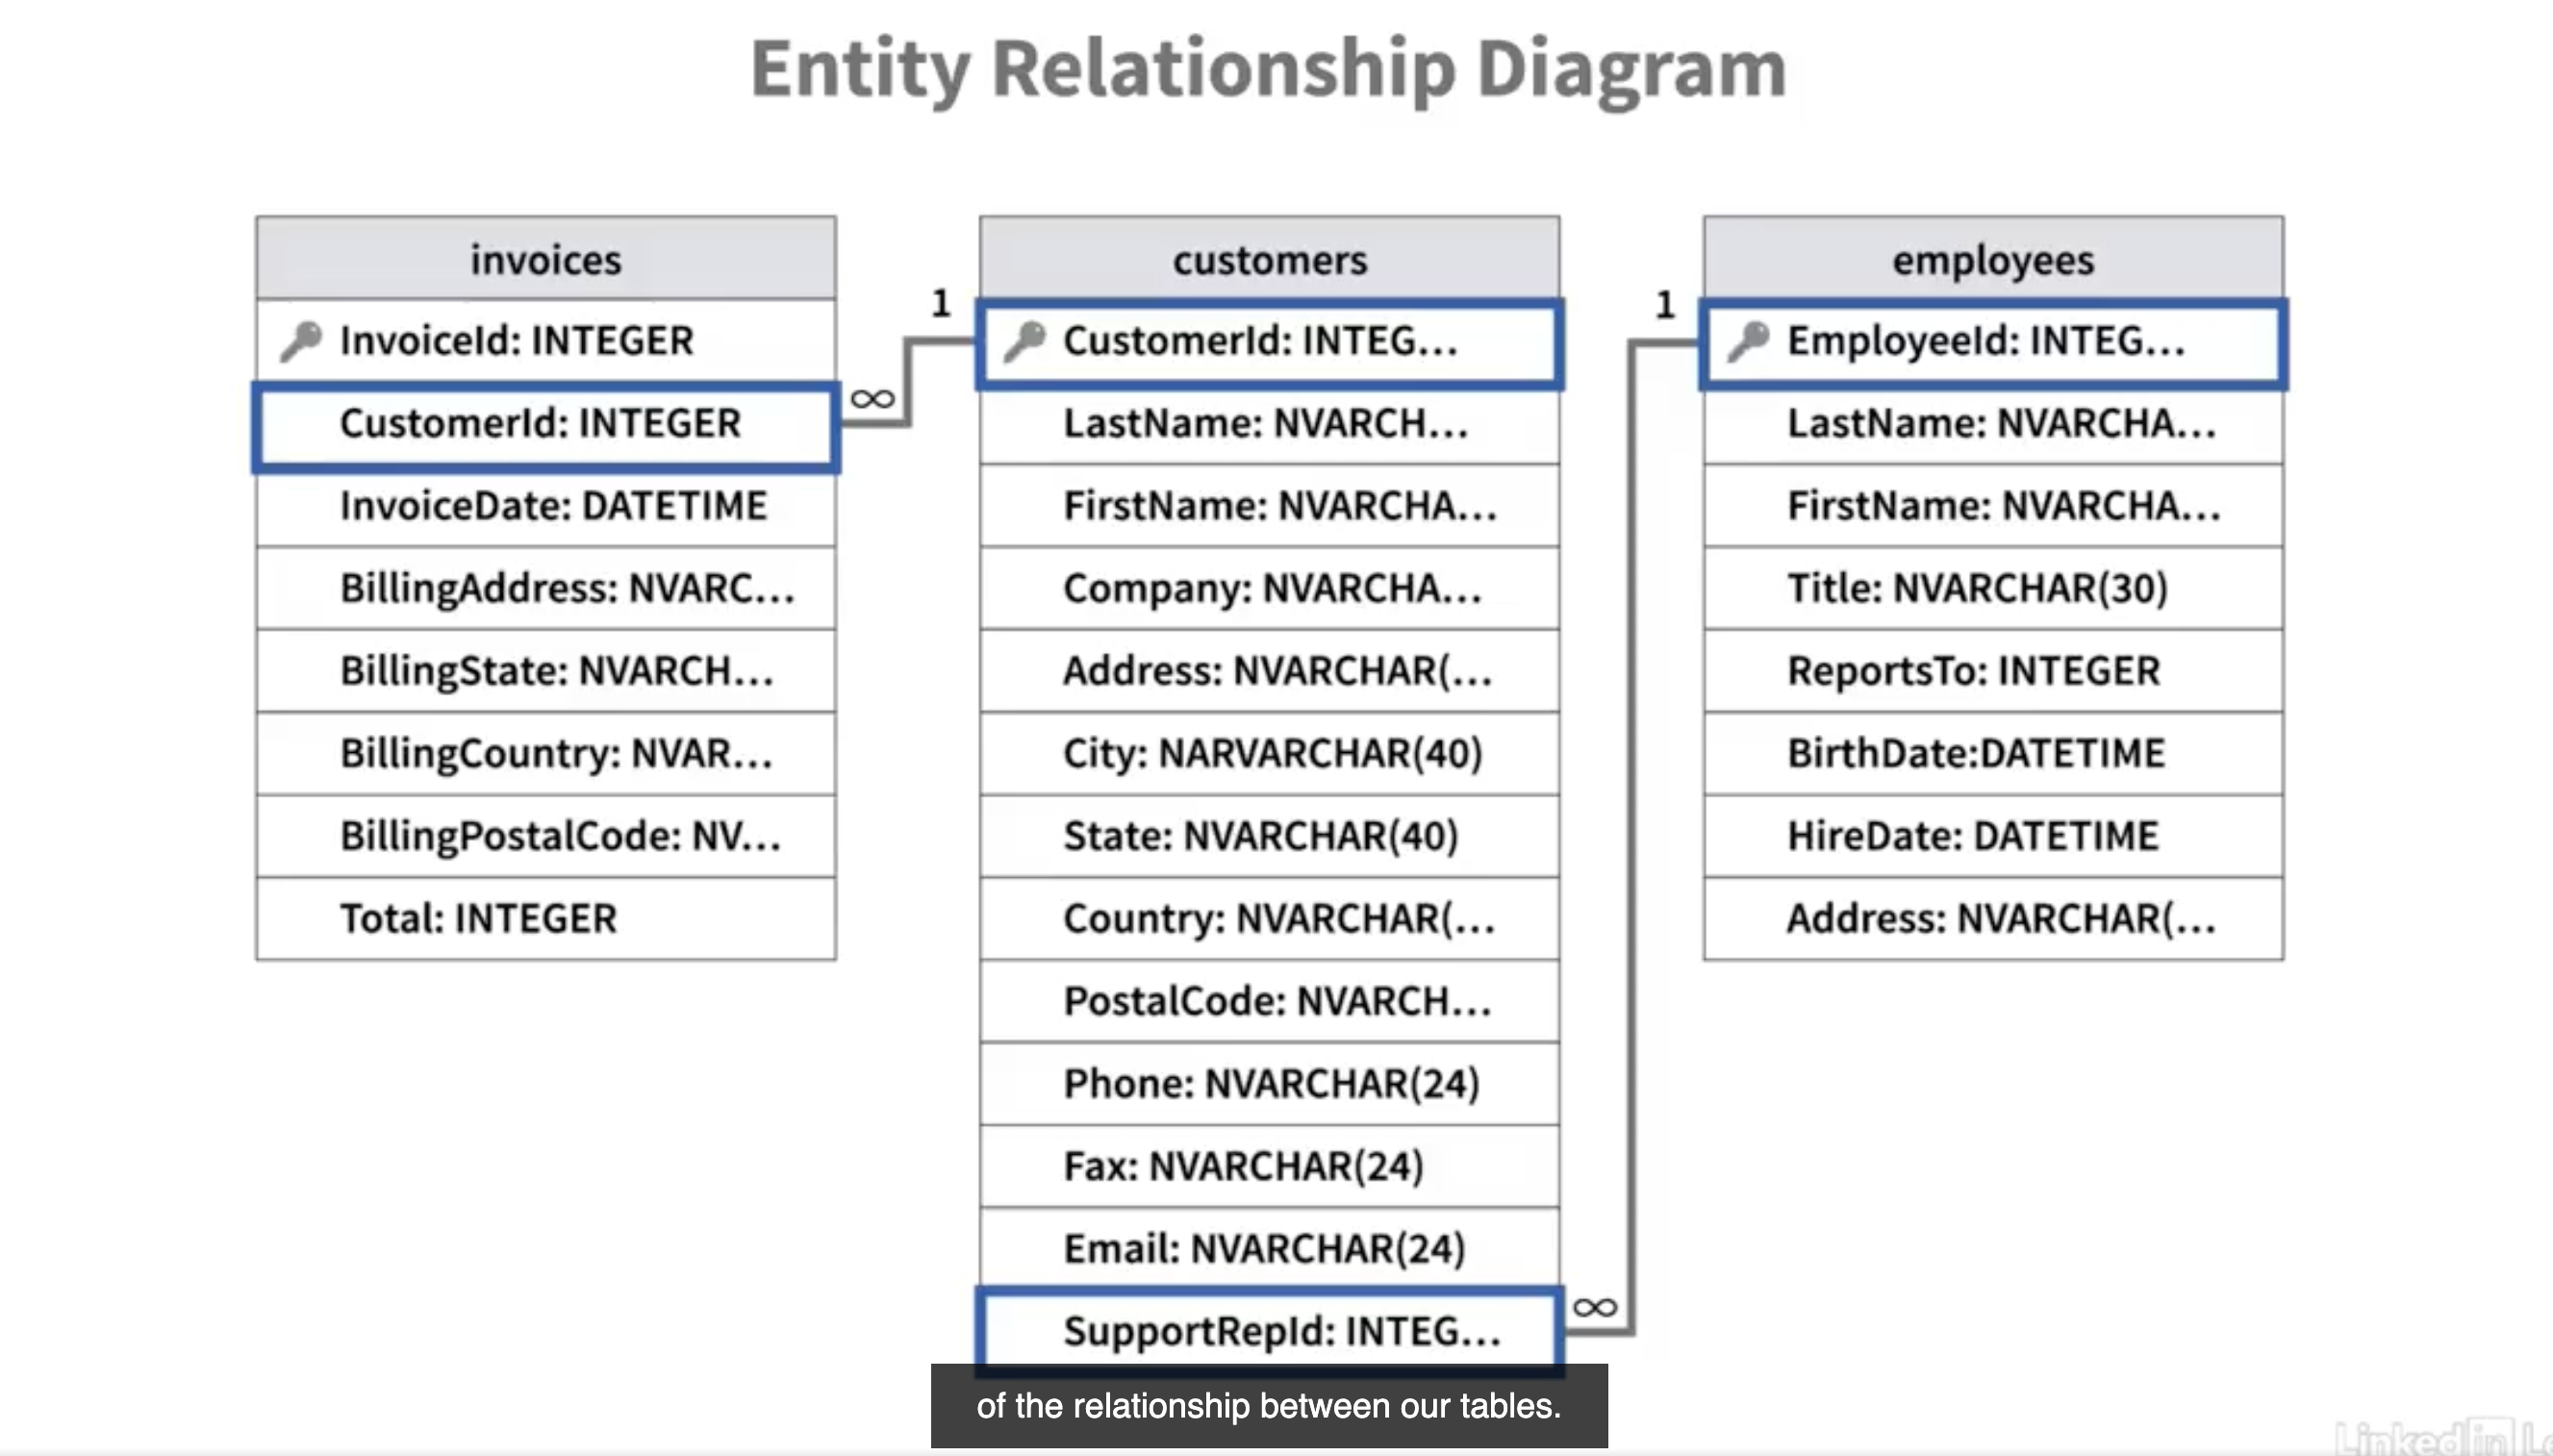 Entity Relationship Diagram
invoices
InvoiceId: INTEGER
CustomerId: INTEGER
InvoiceDate: DATETIME
BillingAddress: NVARC...
BillingState: NVARCH...
BillingCountry: NVAR...
BillingPostalCode: NV...
Total: INTEGER
∞
1
customers
CustomerId: INTEG...
LastName: NVARCH...
FirstName: NVARCHA...
Company: NVARCHA...
Address: NVARCHAR(...
City: NARVARCHAR(40)
State: NVARCHAR(40)
Country: NVARCHAR(...
PostalCode: NVARCH...
Phone: NVARCHAR(24)
Fax: NVARCHAR(24)
Email: NVARCHAR(24)
SupportRepId: INTEG...
∞
1
employees
EmployeeId: INTEG...
LastName: NVARCHA...
FirstName: NVARCHA...
Title: NVARCHAR(30)
ReportsTo: INTEGER
BirthDate:DATETIME
HireDate: DATETIME
Address: NVARCHAR(...
of the relationship between our tables.
Linked in